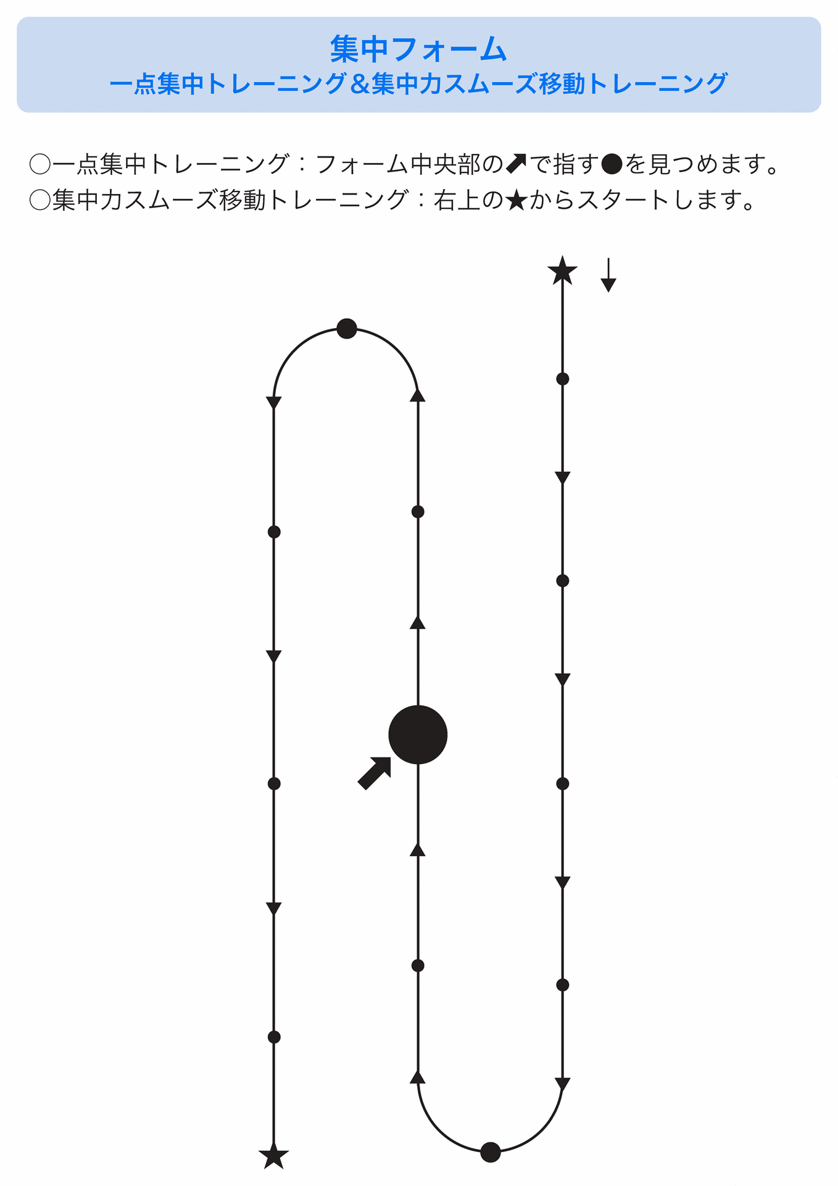 集中フォーム
一点集中トレーニング＆集中力スムーズ移動トレーニング
○一点集中トレーニング：フォーム中央部の⬈で指す●を見つめます。
○集中力スムーズ移動トレーニング：右上の★からスタートします。